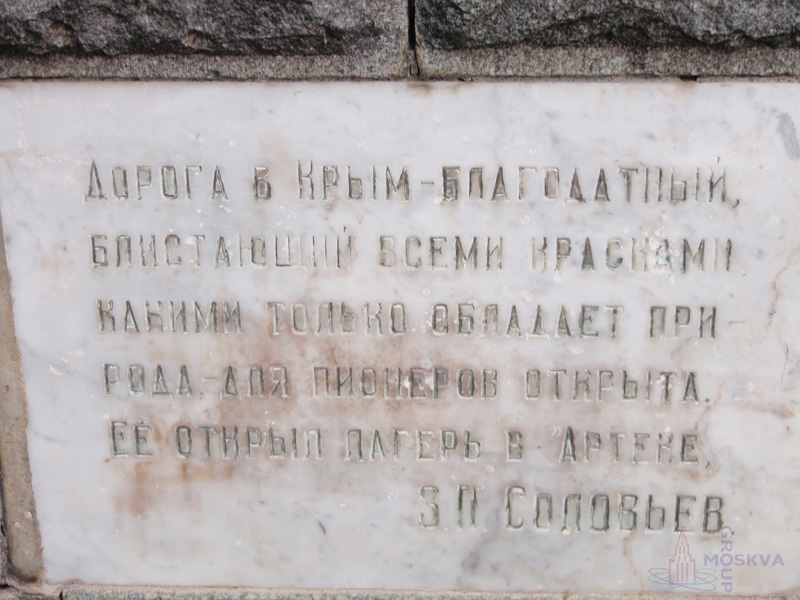 Дорога в Крым - благодатный,
блистающий всеми красками,
какими только обладает при-
рода, - для пионеров открыта.
Её открыл лагерь в "Артеке,
З.П. Соловьев
MOSKVA
GROUP